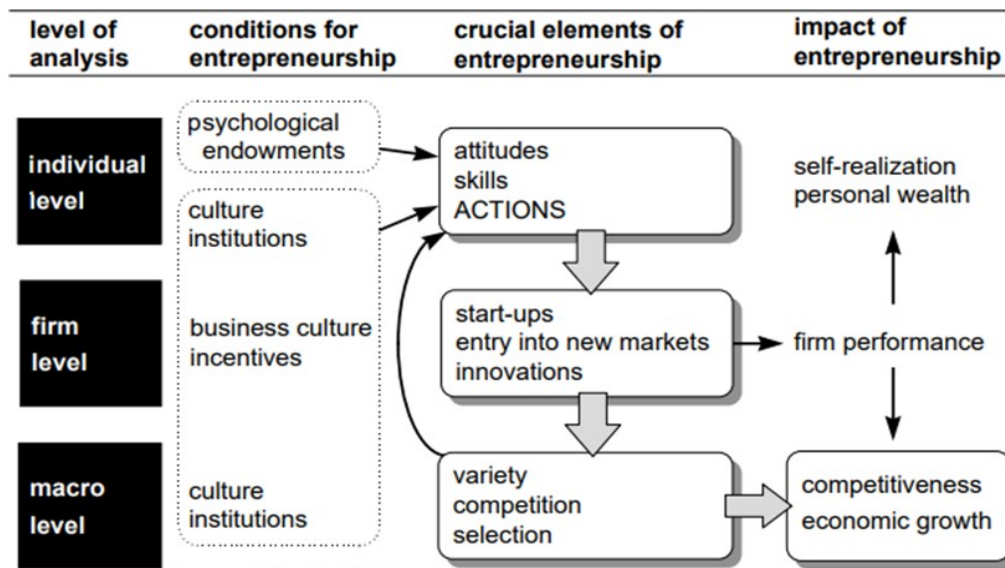 level of
analysis
conditions for
entrepreneurship
crucial elements of
entrepreneurship
impact of
entrepreneurship
individual
level
psychological
endowments
culture
institutions
attitudes
skills
ACTIONS
self-realization
personal wealth
firm
level
business culture
incentives
start-ups
entry into new markets
innovations
firm performance
macro
level
culture
institutions
variety
competition
selection
competitiveness
economic growth